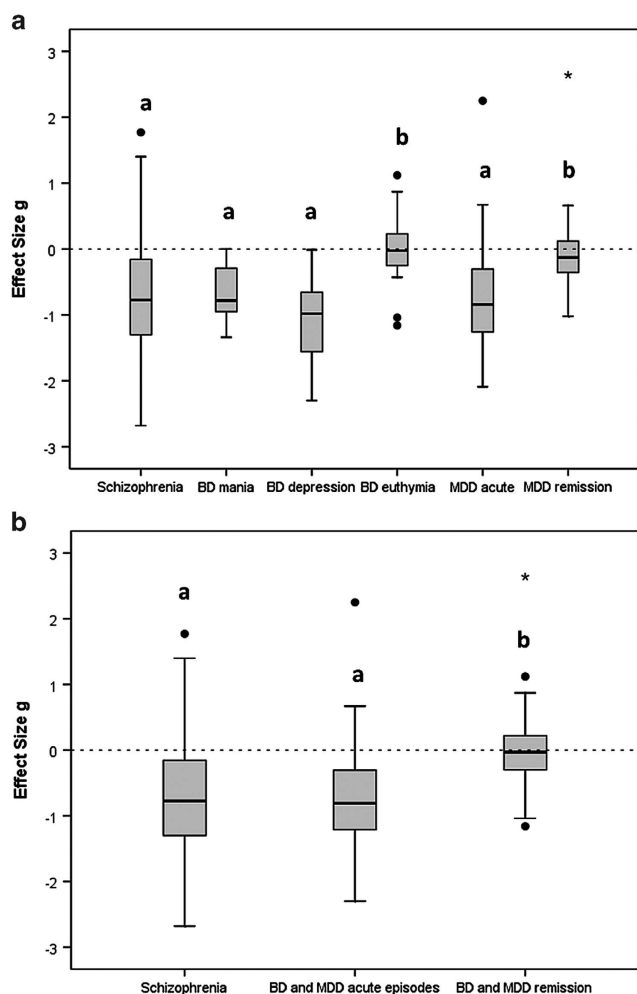 a
3
*
a
2
b
a
b
1
a
a
0
Effect Size g
-1
-2
-3
Schizophrenia BD mania BD depression BD euthymia MDD acute MDD remission
b
3
*
a
2
b
a
1
0
Effect Size g
-1
-2
-3
Schizophrenia BD and MDD acute episodes BD and MDD remission